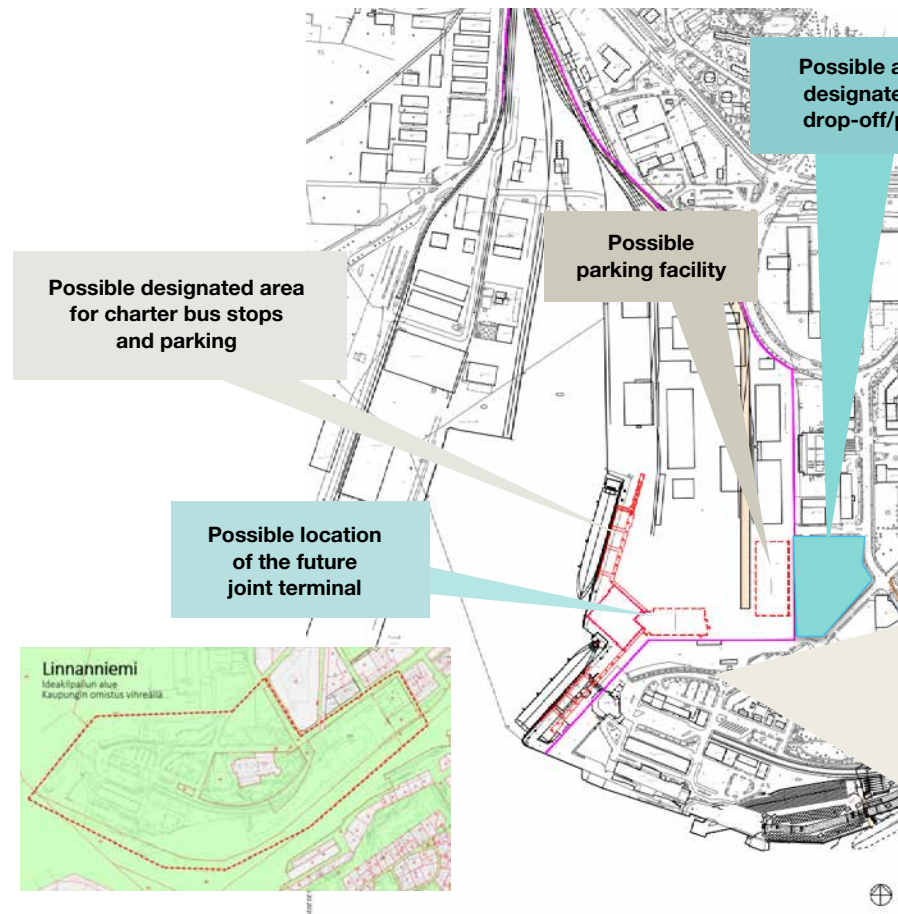 Possible a
designate
drop-off/p
Possible
parking facility
Possible designated area
for charter bus stops
and parking
Possible location
of the future
joint terminal
Linnanniemi
Ideakilpailun alue
Kaupungin omistus vihreällä